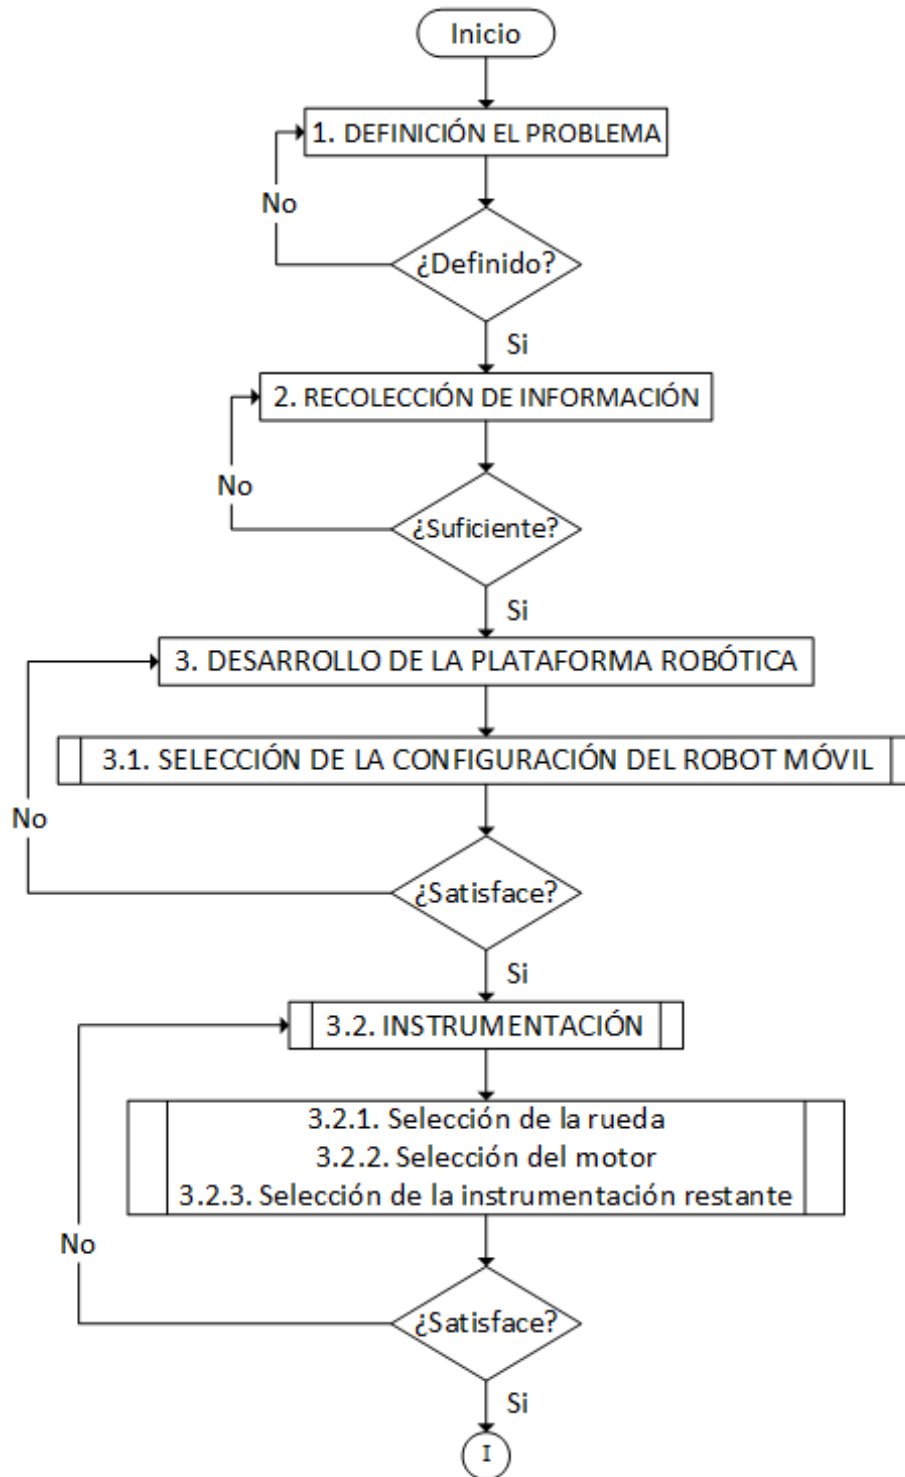 Inicio
1. DEFINICIÓN EL PROBLEMA
No
¿Definido?
Si
2. RECOLECCIÓN DE INFORMACIÓN
No
¿Suficiente?
Si
3. DESARROLLO DE LA PLATAFORMA ROBÓTICA
3.1. SELECCIÓN DE LA CONFIGURACIÓN DEL ROBOT MÓVIL
No
¿Satisface?
Si
3.2. INSTRUMENTACIÓN
3.2.1. Selección de la rueda
3.2.2. Selección del motor
3.2.3. Selección de la instrumentación restante
No
¿Satisface?
Si
I